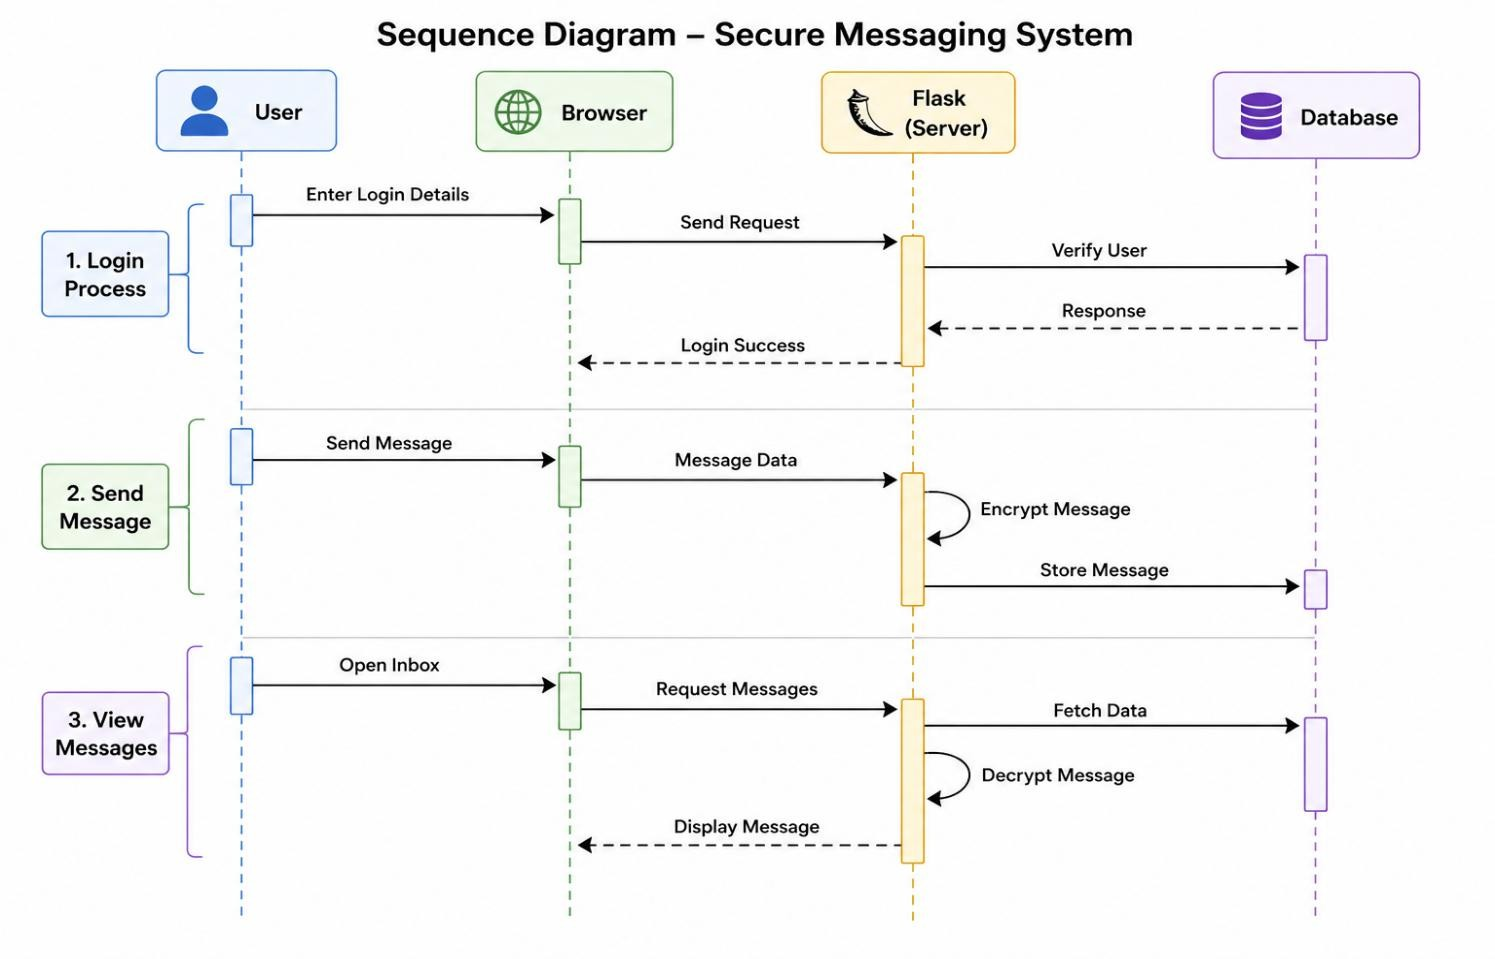 Sequence Diagram – Secure Messaging System
User
Browser
Flask
(Server)
Database
1. Login
Process
Enter Login Details
Send Request
Verify User
Response
Login Success
2. Send
Message
Send Message
Message Data
Encrypt Message
Store Message
3. View
Messages
Open Inbox
Request Messages
Fetch Data
Decrypt Message
Display Message